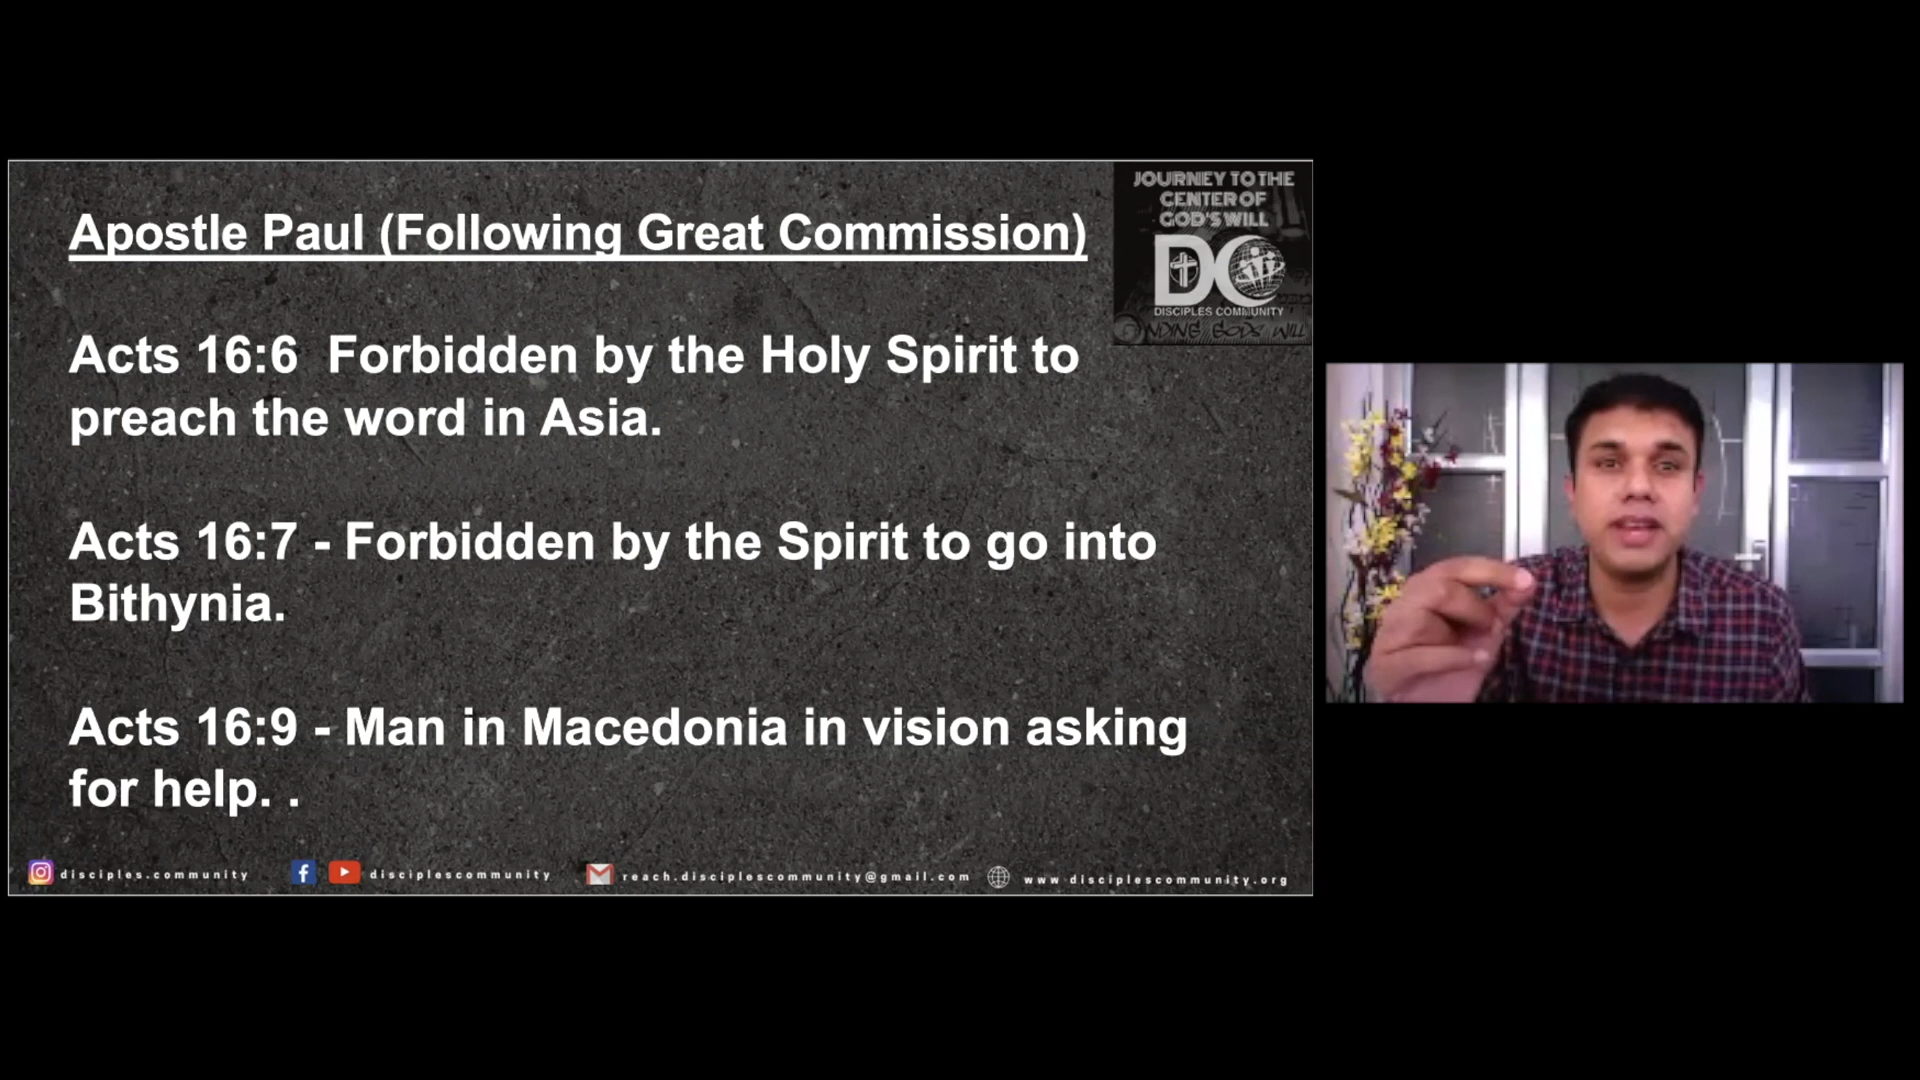 JOURNEY TO THE
CENTER OF
GOD'S WILL
DC
DISCIPLES COMMUNITY
GOD'S WILL
Apostle Paul (Following Great Commission)
Acts 16:6  Forbidden by the Holy Spirit to
preach the word in Asia.
Acts 16:7 - Forbidden by the Spirit to go into
Bithynia.
Acts 16:9 - Man in Macedonia in vision asking
for help. .
disciples.community
disciplescommunity
reach.disciplescommunity@gmail.com
www.disciplescommunity.org